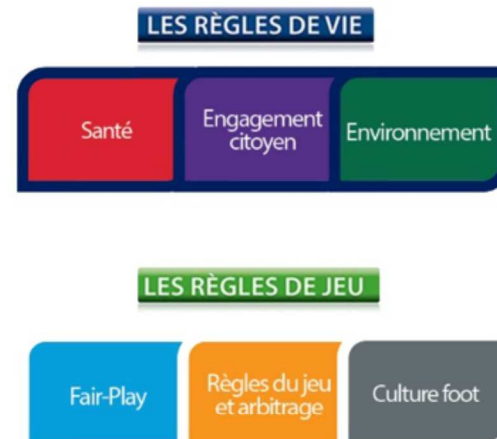 LES RÈGLES DE VIE
Santé
Engagement
citoyen
Environnement
LES RÈGLES DE JEU
Fair-Play
Règles du jeu
et arbitrage
Culture foot